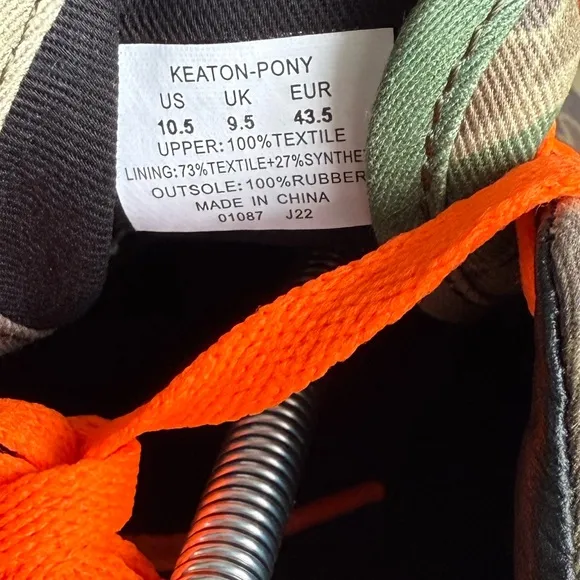 KEATON-PONY
US UK EUR
10.5 9.5 43.5
UPPER:100%TEXTILE
LINING:73%TEXTILE+27%SYNTHE
OUTSOLE:100%RUBBER
MADE IN CHINA
01087 J22